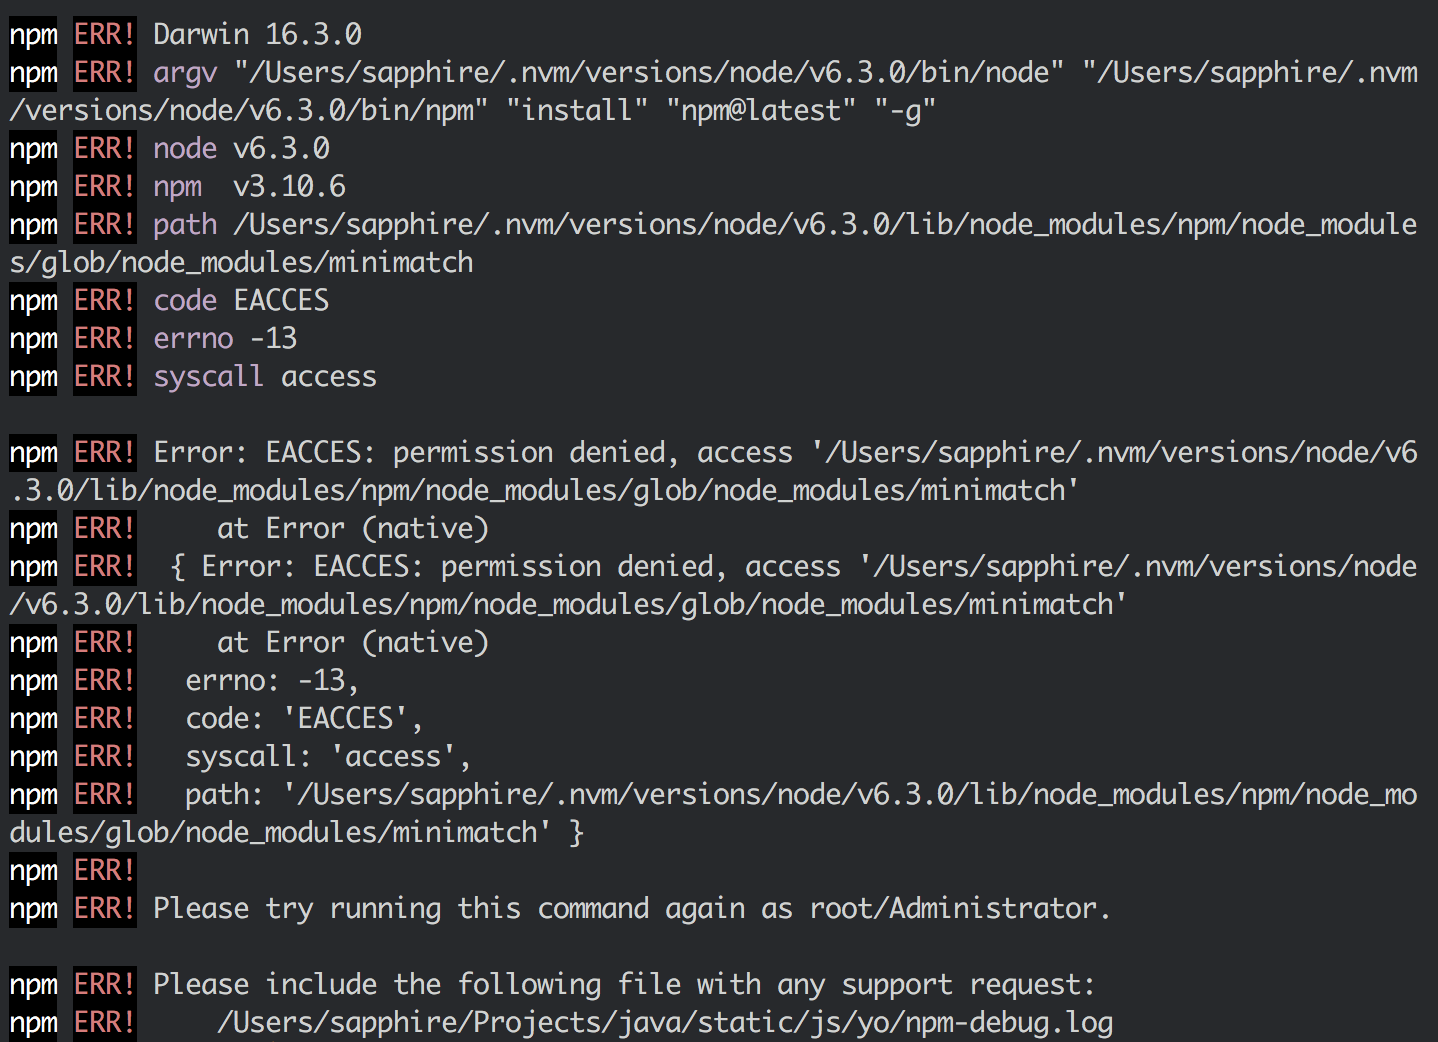 npm ERR! Darwin 16.3.0
npm ERR! argv "/Users/sapphire/.nvm/versions/node/v6.3.0/bin/node" "/Users/sapphire/.nvm
/versions/node/v6.3.0/bin/npm" "install" "npm@latest" "-g"
npm ERR! node v6.3.0
npm ERR! npm  v3.10.6
npm ERR! path /Users/sapphire/.nvm/versions/node/v6.3.0/lib/node_modules/npm/node_module
s/glob/node_modules/minimatch
npm ERR! code EACCES
npm ERR! errno -13
npm ERR! syscall access

npm ERR! Error: EACCES: permission denied, access '/Users/sapphire/.nvm/versions/node/v6
.3.0/lib/node_modules/npm/node_modules/glob/node_modules/minimatch'
npm ERR!     at Error (native)
npm ERR!  { Error: EACCES: permission denied, access '/Users/sapphire/.nvm/versions/node
/v6.3.0/lib/node_modules/npm/node_modules/glob/node_modules/minimatch'
npm ERR!     at Error (native)
npm ERR!   errno: -13,
npm ERR!   code: 'EACCES',
npm ERR!   syscall: 'access',
npm ERR!   path: '/Users/sapphire/.nvm/versions/node/v6.3.0/lib/node_modules/npm/node_mo
dules/glob/node_modules/minimatch' }
npm ERR!
npm ERR! Please try running this command again as root/Administrator.

npm ERR! Please include the following file with any support request:
npm ERR!     /Users/sapphire/Projects/java/static/js/yo/npm-debug.log